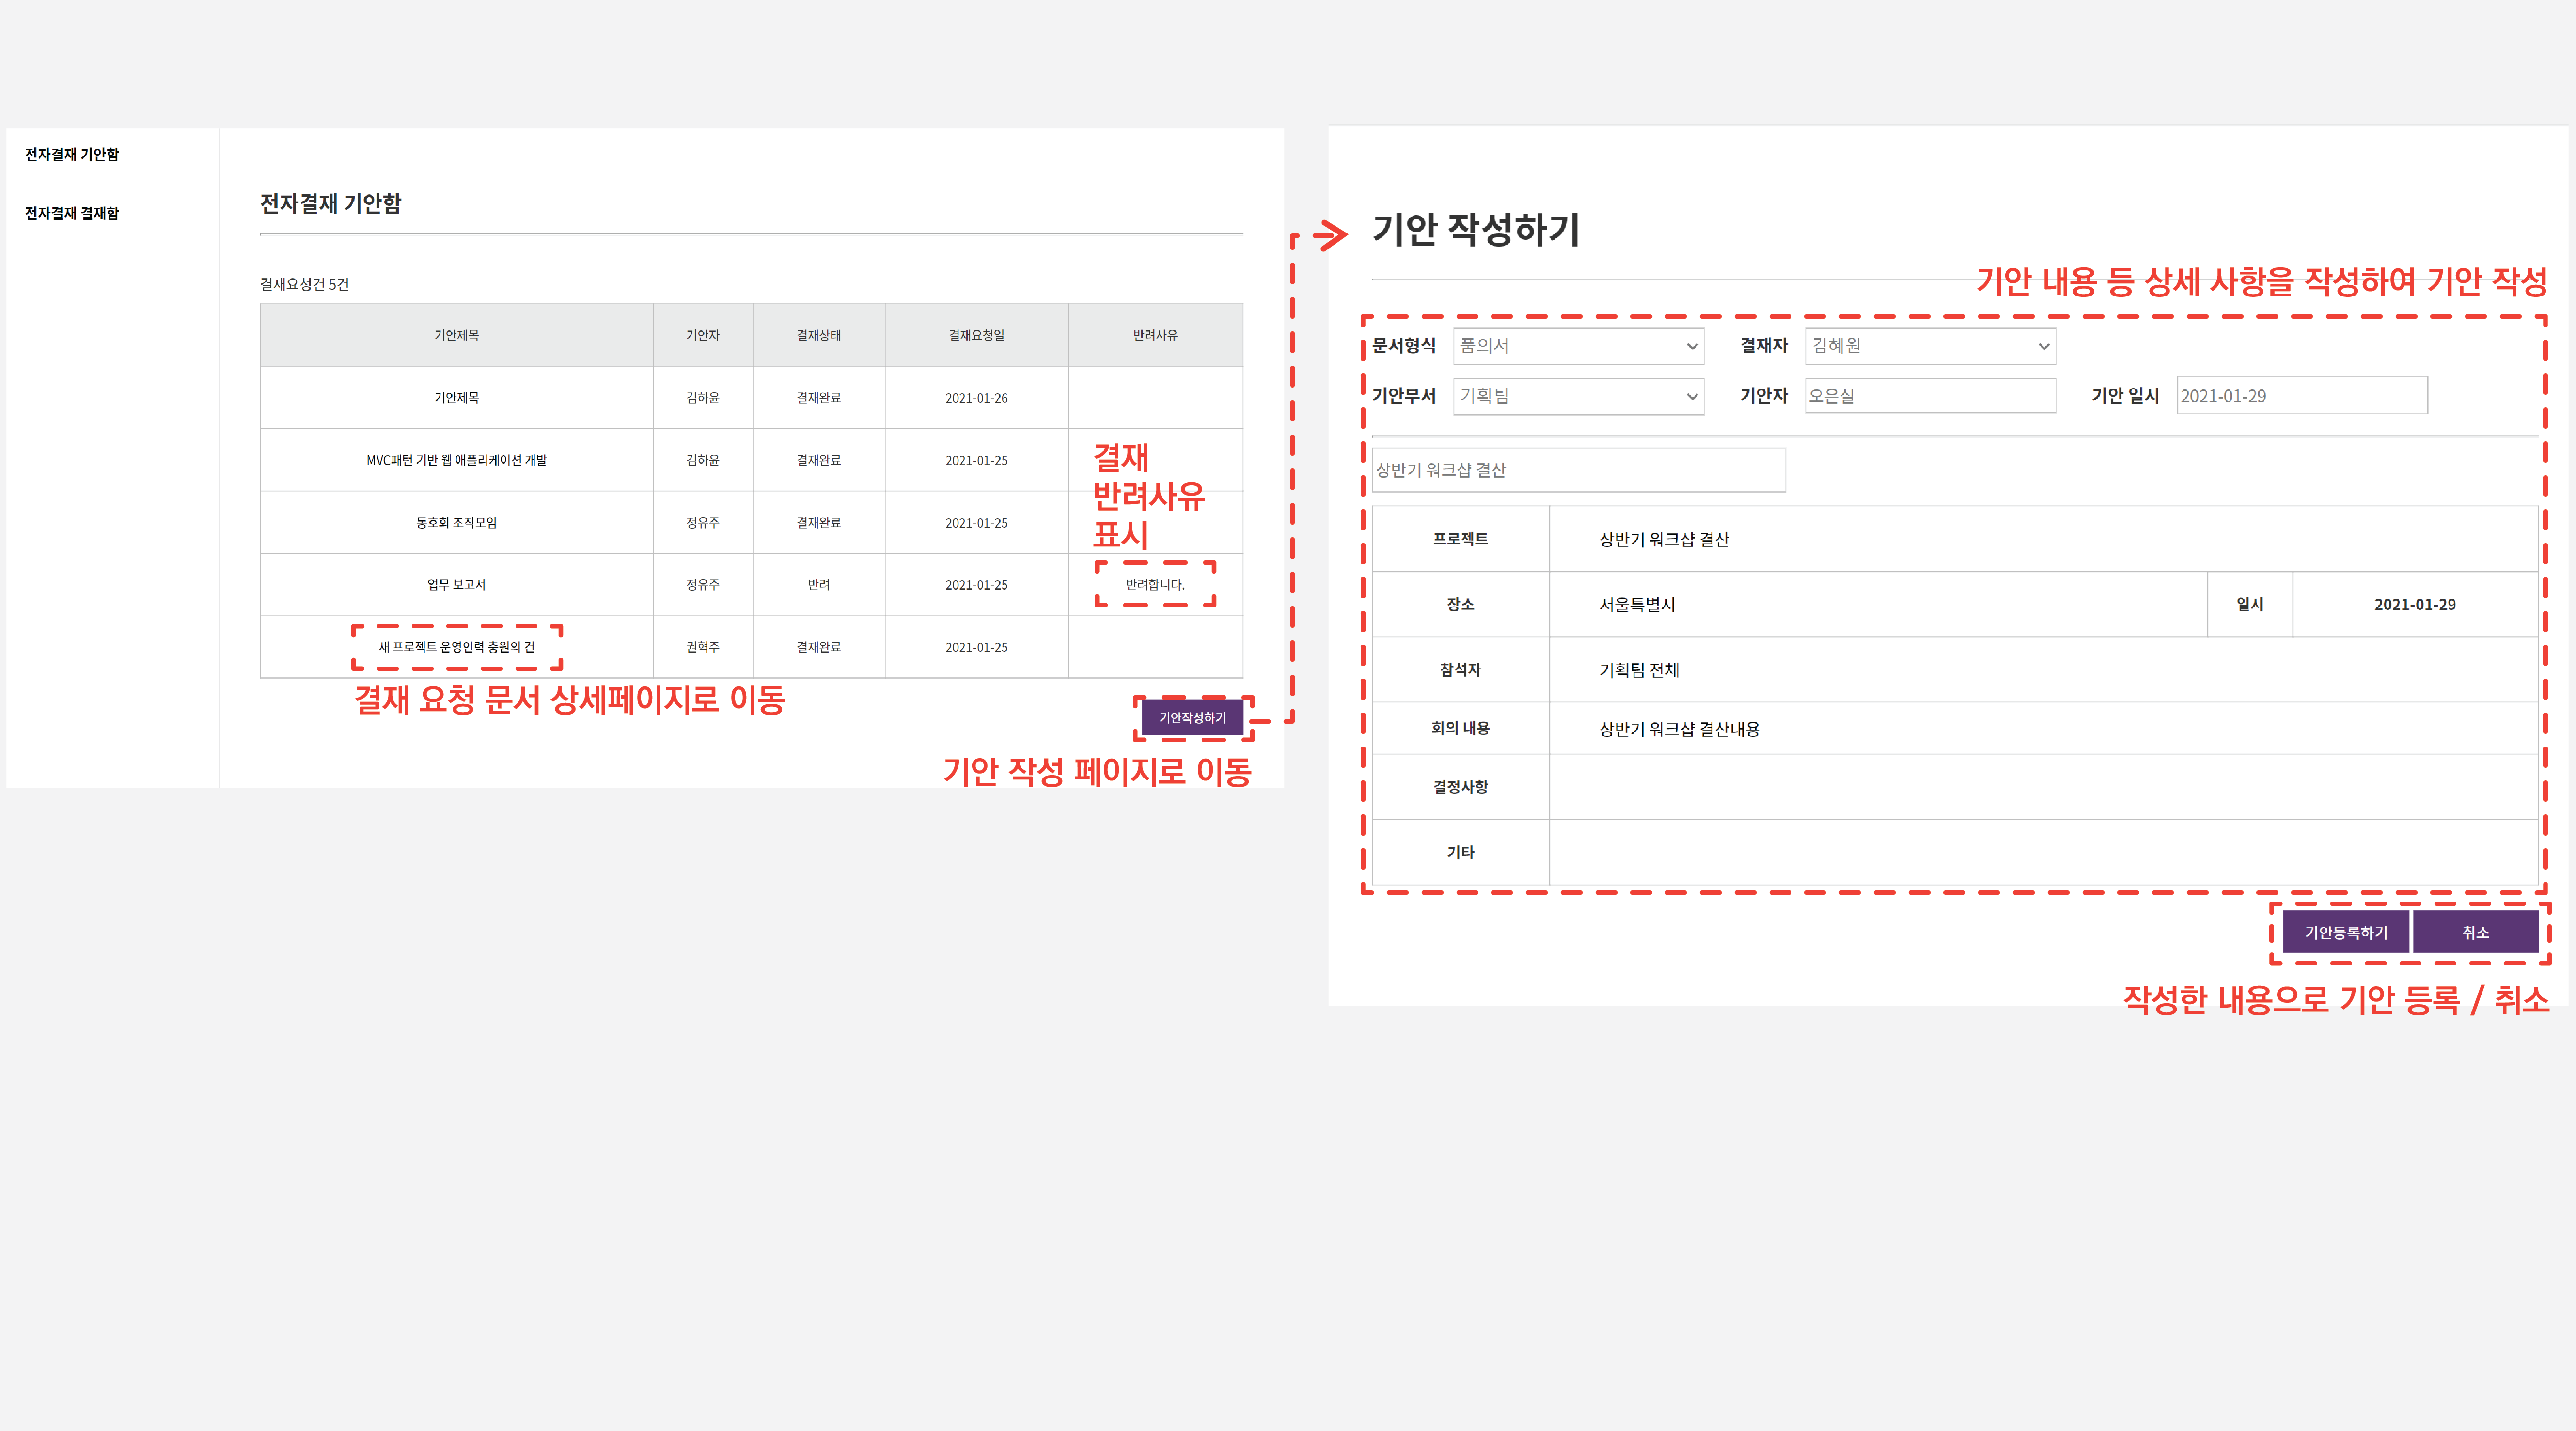 전자결재 기안함
전자결재 결재함
전자결재 기안함
결재요청건 5건
기안제목 기안자 결재상태 결재요청일 반려사유
기안제목 김하윤 결재완료 2021-01-26
MVC패턴 기반 웹 애플리케이션 개발 김하윤 결재완료 2021-01-25
동호회 조직모임 정유주 결재완료 2021-01-25
결재
반려사유
표시
업무 보고서 정유주 반려 2021-01-25 반려합니다.
새 프로젝트 운영인력 충원의 건 권혁주 결재완료 2021-01-25
결재 요청 문서 상세페이지로 이동
기안작성하기
기안 작성 페이지로 이동
기안 작성하기
기안 내용 등 상세 사항을 작성하여 기안 작성
문서형식 품의서 결재자 김혜원
기안부서 기획팀 기안자 오은실 기안 일시 2021-01-29
상반기 워크샵 결산
프로젝트 상반기 워크샵 결산
장소 서울특별시 일시 2021-01-29
참석자 기획팀 전체
회의 내용 상반기 워크샵 결산내용
결정사항
기타
기안등록하기 취소
작성한 내용으로 기안 등록 / 취소